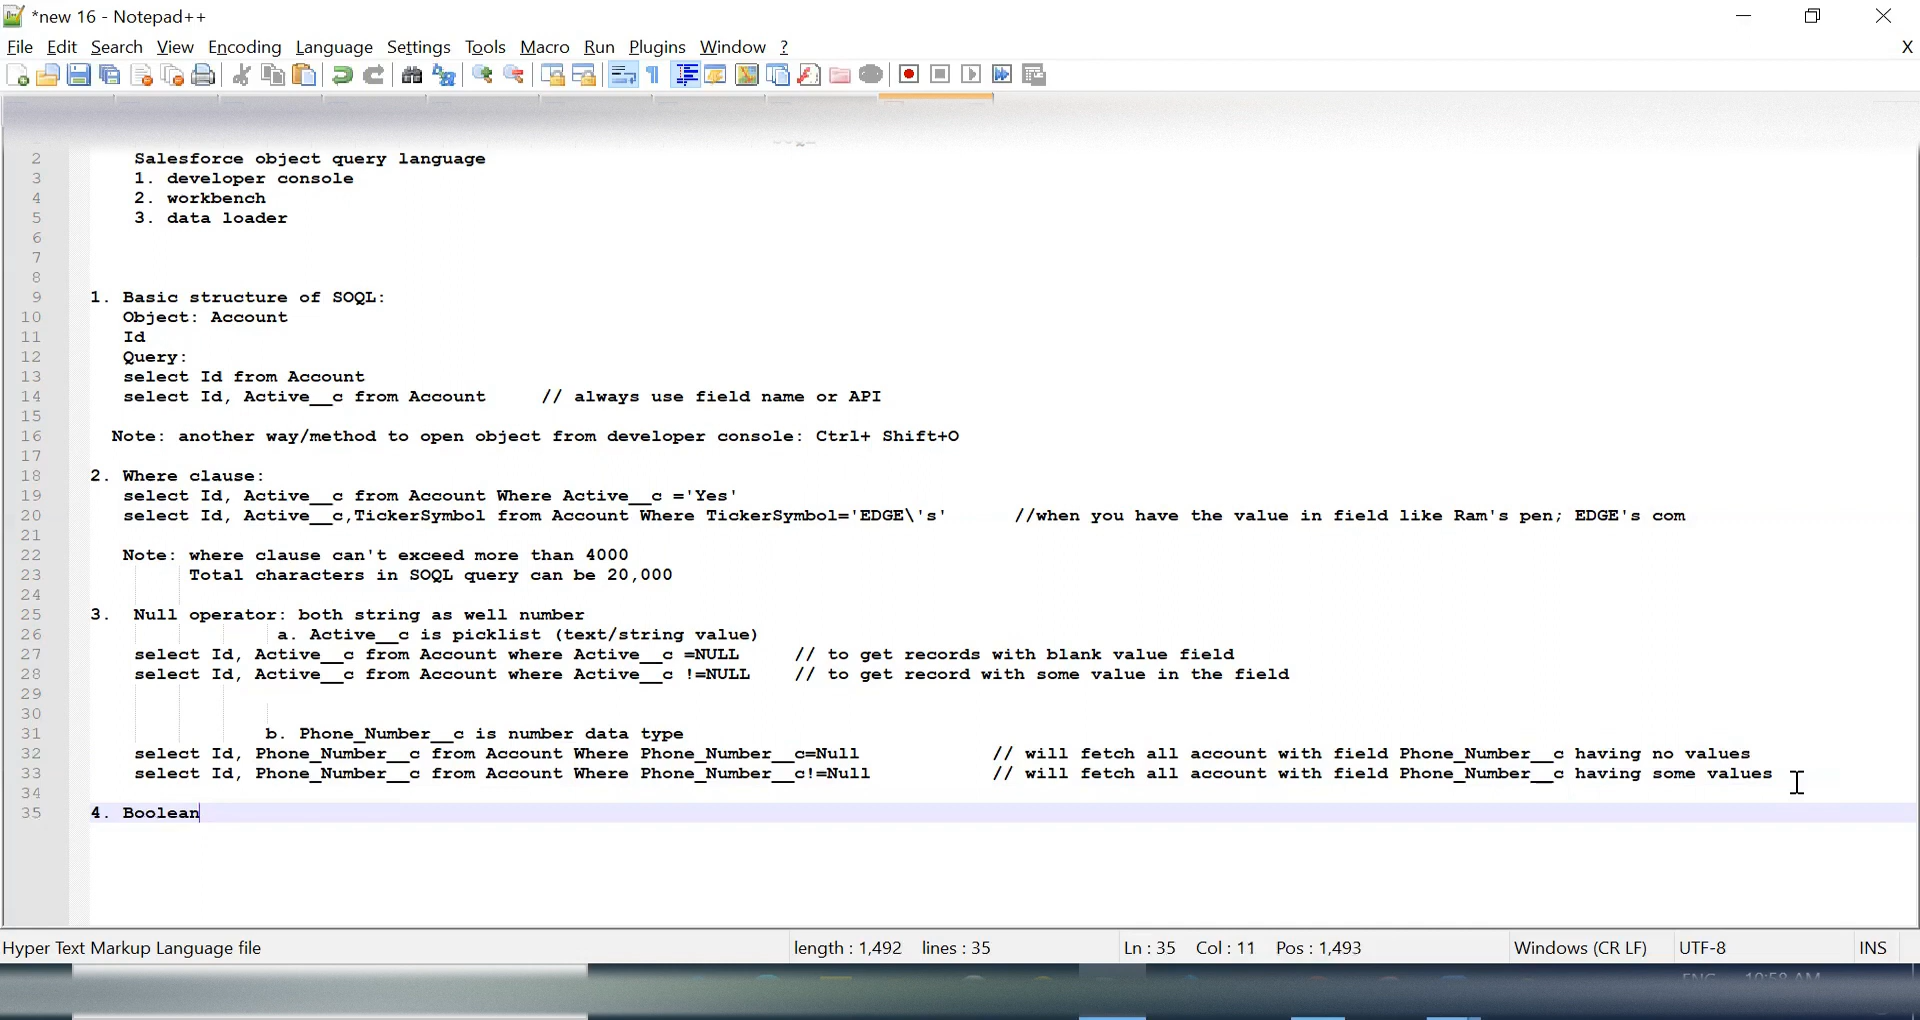 *new 16 - Notepad++
File Edit Search View Encoding Language Settings Tools Macro Run Plugins Window ?
X
2 Salesforce object query language
3 1. developer console
4 2. workbench
5 3. data loader
6
7
8
9 1. Basic structure of SOQL:
10 Object: Account
11 Id
12 Query:
13 select Id from Account
14 select Id, Active__c from Account // always use field name or API
15
16 Note: another way/method to open object from developer console: Ctrl+ Shift+O
17
18 2. Where clause:
19 select Id, Active__c from Account Where Active__c ='Yes'
20 select Id, Active__c,TickerSymbol from Account Where TickerSymbol='EDGE\'s' //when you have the value in field like Ram's pen; EDGE's com
21
22 Note: where clause can't exceed more than 4000
23 Total characters in SOQL query can be 20,000
24
25 3. Null operator: both string as well number
26 a. Active__c is picklist (text/string value)
27 select Id, Active__c from Account where Active__c =NULL // to get records with blank value field
28 select Id, Active__c from Account where Active__c !=NULL // to get record with some value in the field
29
30
31 b. Phone_Number__c is number data type
32 select Id, Phone_Number__c from Account Where Phone_Number__c=Null // will fetch all account with field Phone_Number__c having no values
33 select Id, Phone_Number__c from Account Where Phone_Number__c!=Null // will fetch all account with field Phone_Number__c having some values
34
35 4. Boolean
Hyper Text Markup Language file length : 1,492 lines : 35 Ln : 35 Col : 11 Pos : 1,493 Windows (CR LF) UTF-8 INS